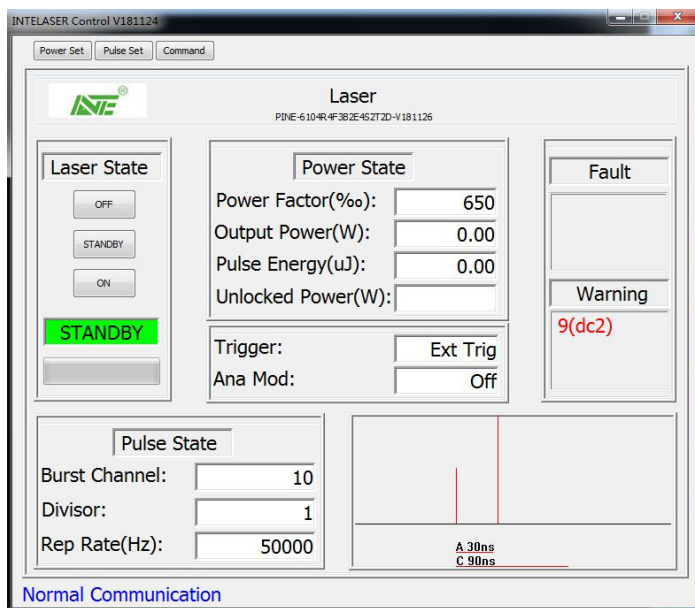 INTELASER Control V181124
Power Set Pulse Set Command
INTE®
Laser
PINE-6104R4F3B2E4S2T2D-V181126
Laser State
OFF
STANDBY
ON
STANDBY
Power State
Power Factor(‱): 650
Output Power(W): 0.00
Pulse Energy(uJ): 0.00
Unlocked Power(W):
Trigger: Ext Trig
Ana Mod: Off
Fault
Warning
9(dc2)
Pulse State
Burst Channel: 10
Divisor: 1
Rep Rate(Hz): 50000
A 30ns
C 90ns
Normal Communication